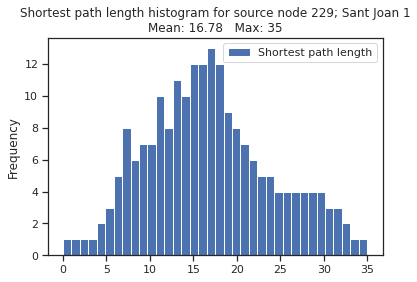 Shortest path length histogram for source node 229; Sant Joan 1
Mean: 16.78 Max: 35
Shortest path length
Frequency
12
10
8
6
4
2
0
0 5 10 15 20 25 30 35